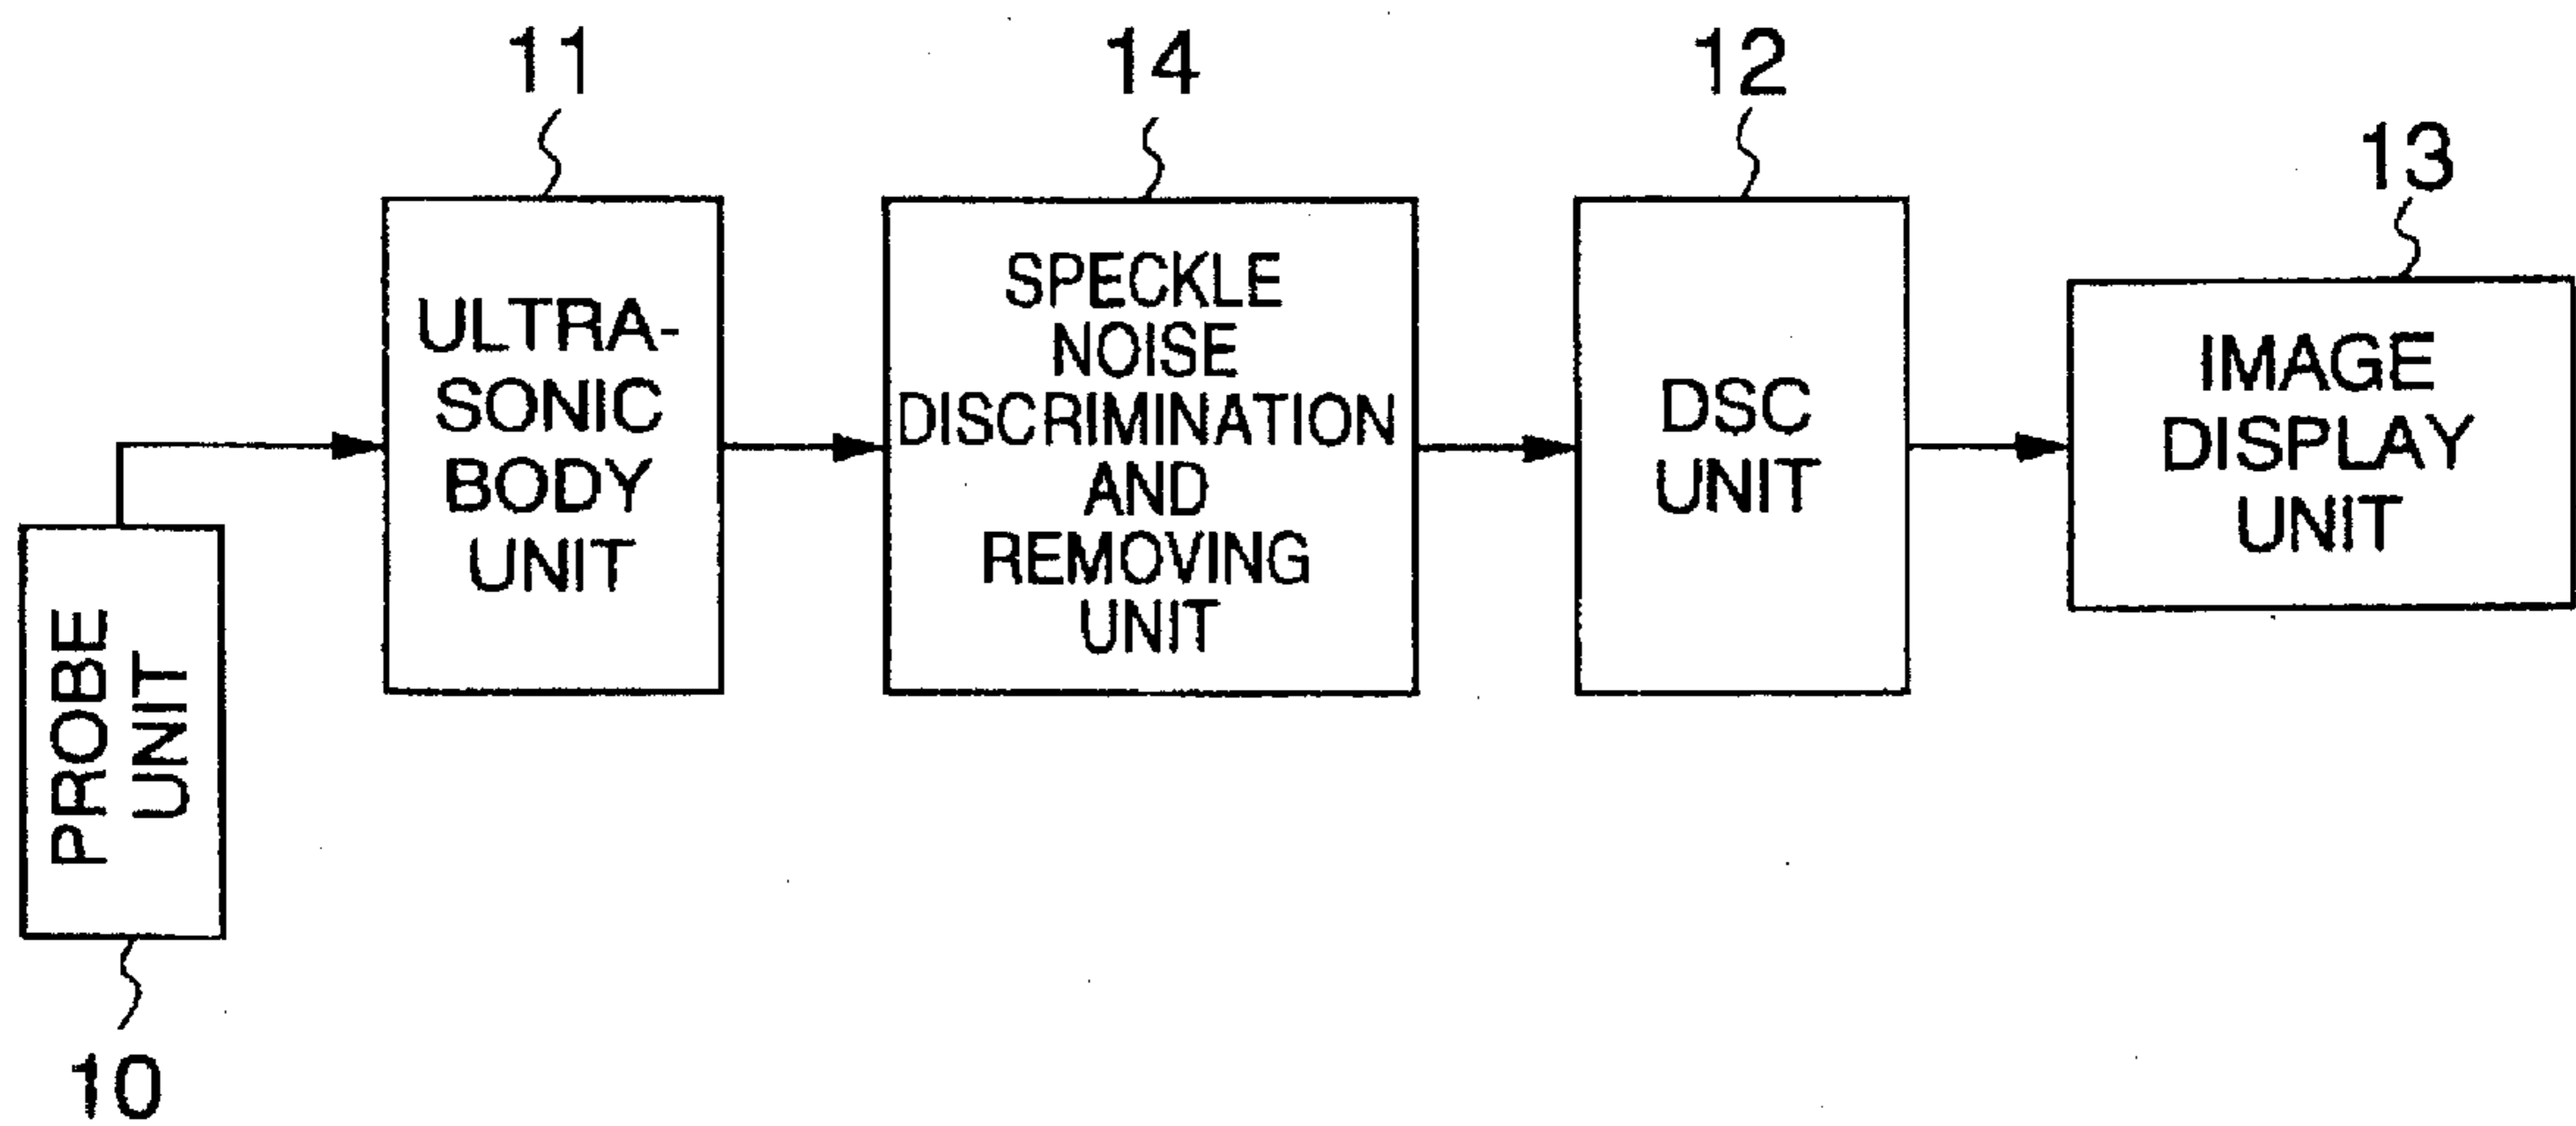 11
14
12
13
ULTRA-
SONIC
BODY
UNIT
SPECKLE
NOISE
DISCRIMINATION
AND
REMOVING
UNIT
DSC
UNIT
IMAGE
DISPLAY
UNIT
PROBE
UNIT
10